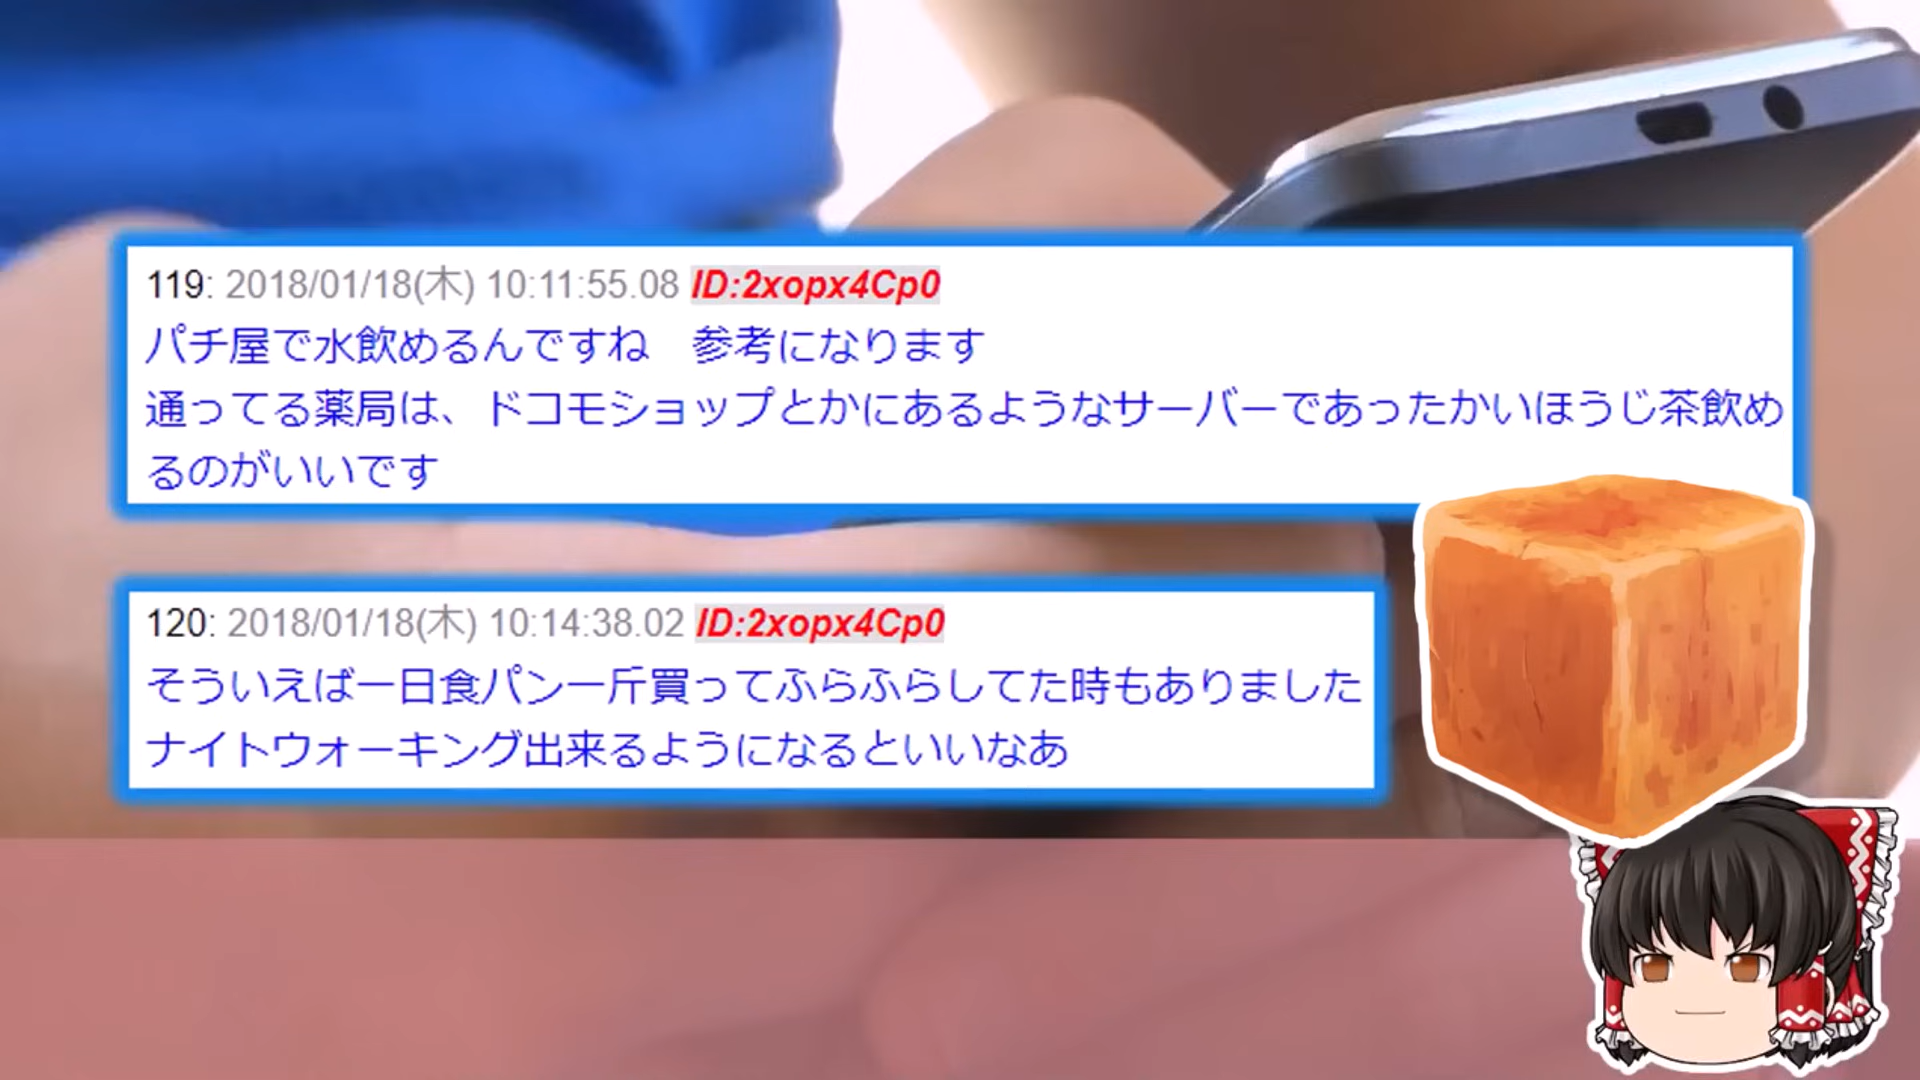 119: 2018/01/18(木) 10:11:55.08 ID:2xopx4Cp0
パチ屋で水飲めるんですね　参考になります
通ってる薬局は、ドコモショップとかにあるようなサーバーであったかいほうじ茶飲め
るのがいいです
120: 2018/01/18(木) 10:14:38.02 ID:2xopx4Cp0
そういえば一日食パン一斤買ってふらふらしてた時もありました
ナイトウォーキング出来るようになるといいなあ